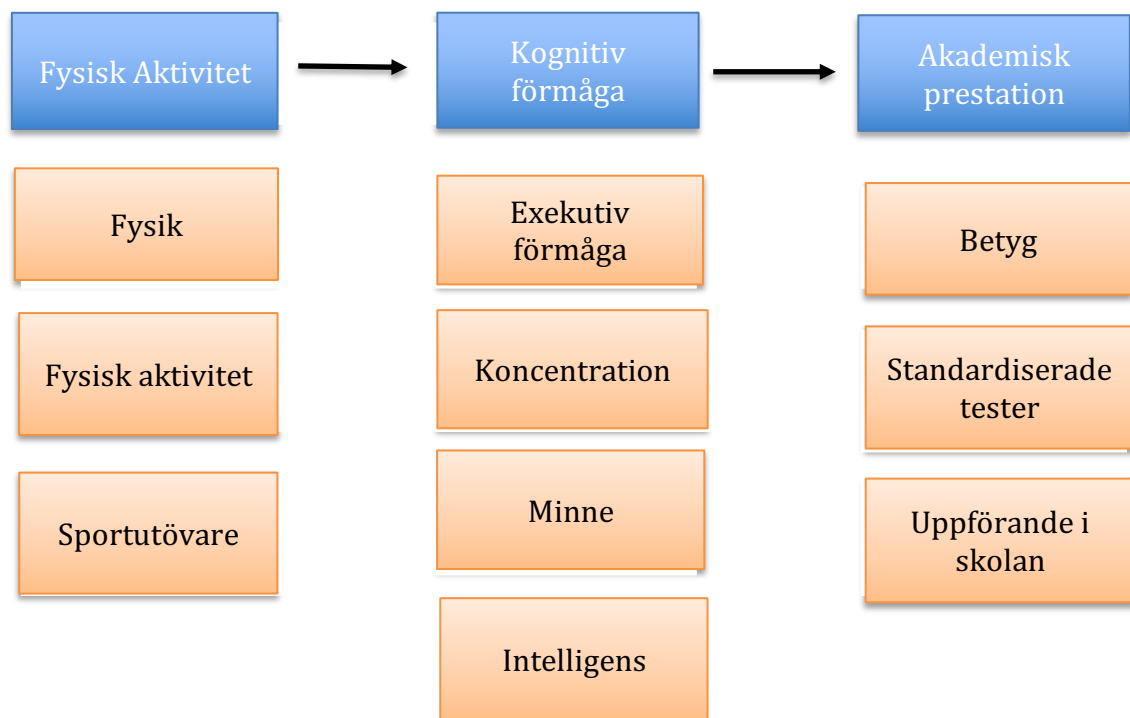 Fysisk Aktivitet
Kognitiv
förmåga
Akademisk
prestation
Fysik
Fysisk aktivitet
Sportutövare
Exekutiv
förmåga
Koncentration
Minne
Intelligens
Betyg
Standardiserade
tester
Uppförande i
skolan